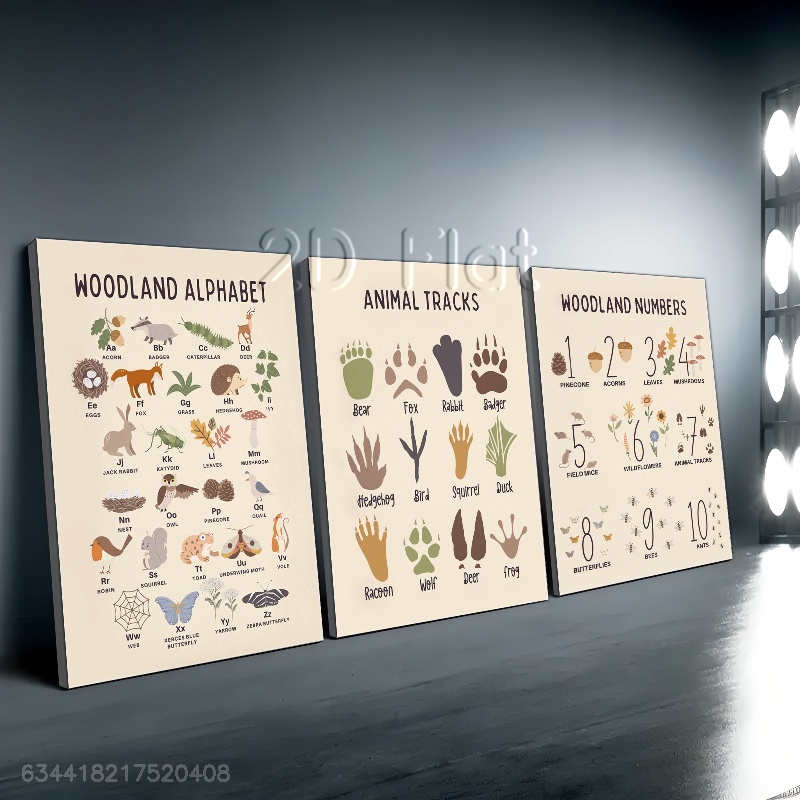 2D Flat
WOODLAND ALPHABET
Aa Bb Cc Dd
ACORN BADGER CATERPILLAR DEER
Ee Ff Gg Hh Ii
EGGS FOX GRASS HEDGEHOG IVY
Jj Kk Ll Mm
JACK RABBIT KATYDID LEAVES MUSHROOM
Nn Oo Pp Qq
NEST OWL PINECONE QUAIL
Rr Ss Tt Uu Vv
ROBIN SQUIRREL TOAD UNDERWING MOTH VOLE
Ww Xx Yy Zz
WEB XERCES BLUE YARROW ZEBRA BUTTERFLY
BUTTERFLY
ANIMAL TRACKS
Bear Fox Rabbit Badger
Hedgehog Bird Squirrel Duck
Racoon Wolf Deer frog
WOODLAND NUMBERS
1 2 3 4
PINECONE ACORNS LEAVES MUSHROOMS
5 6 7
FIELD MICE WILDFLOWERS ANIMAL TRACKS
8 9 10
BUTTERFLIES BEES ANTS
634418217520408